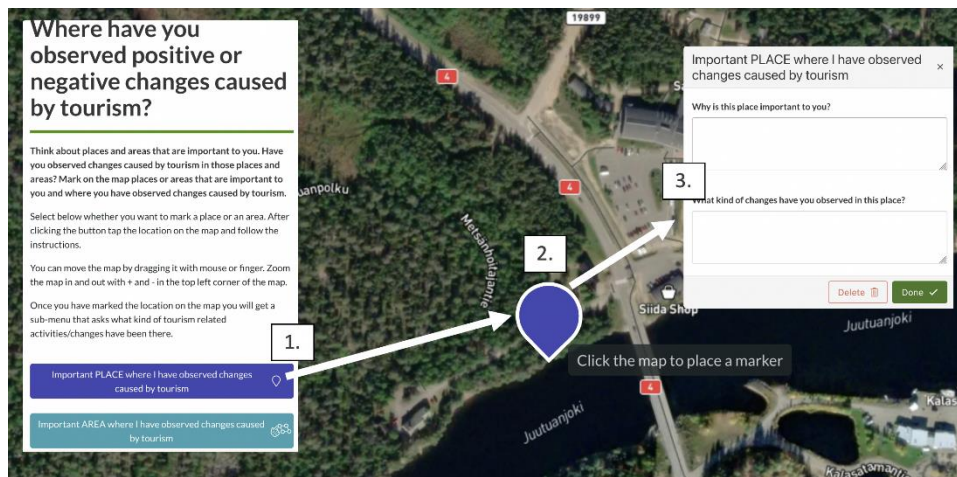 Where have you
observed positive or
negative changes caused
by tourism?
Think about places and areas that are important to you. Have
you observed changes caused by tourism in those places and
areas? Mark on the map places or areas that are important to
you and where you have observed changes caused by tourism.
Select below whether you want to mark a place or an area. After
clicking the button tap the location on the map and follow the
instructions.
You can move the map by dragging it with mouse or finger. Zoom
the map in and out with + and - in the top left corner of the map.
Once you have marked the location on the map you will get a
sub-menu that asks what kind of tourism related
activities/changes have been there.
1.
Important PLACE where I have observed changes
caused by tourism
Important AREA where I have observed changes caused
by tourism
19899
4
4
Metsänhoitajantie
2.
Siida Shop
Click the map to place a marker
4
Juutuanjoki
Juutuanjoki
3.
Important PLACE where I have observed
changes caused by tourism
×
Why is this place important to you?
What kind of changes have you observed in this place?
Delete
Done